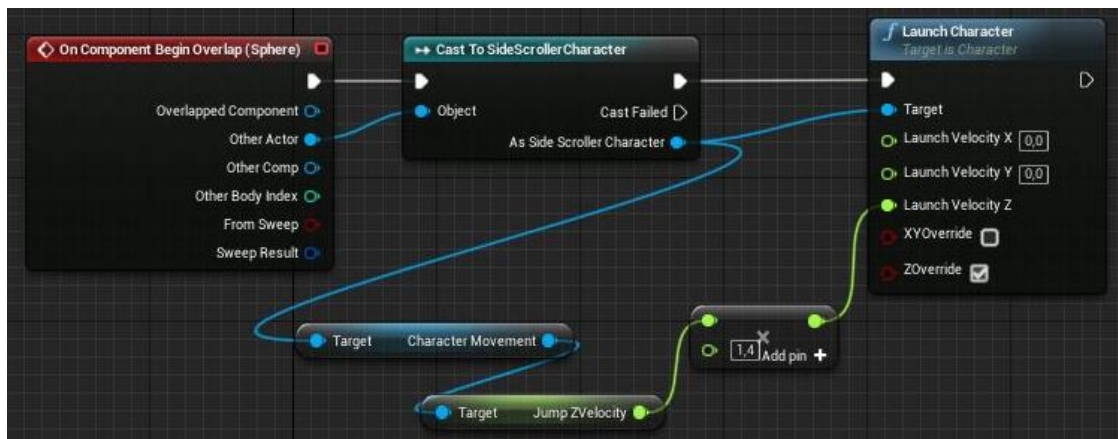 On Component Begin Overlap (Sphere)
Overlapped Component
Other Actor
Other Comp
Other Body Index
From Sweep
Sweep Result
Cast To SideScrollerCharacter
Object
Cast Failed
As Side Scroller Character
Launch Character
Target is Character
Target
Launch Velocity X 0,0
Launch Velocity Y 0,0
Launch Velocity Z
XYOverride
ZOverride
Target Character Movement
Target Jump ZVelocity
1,4 Add pin +